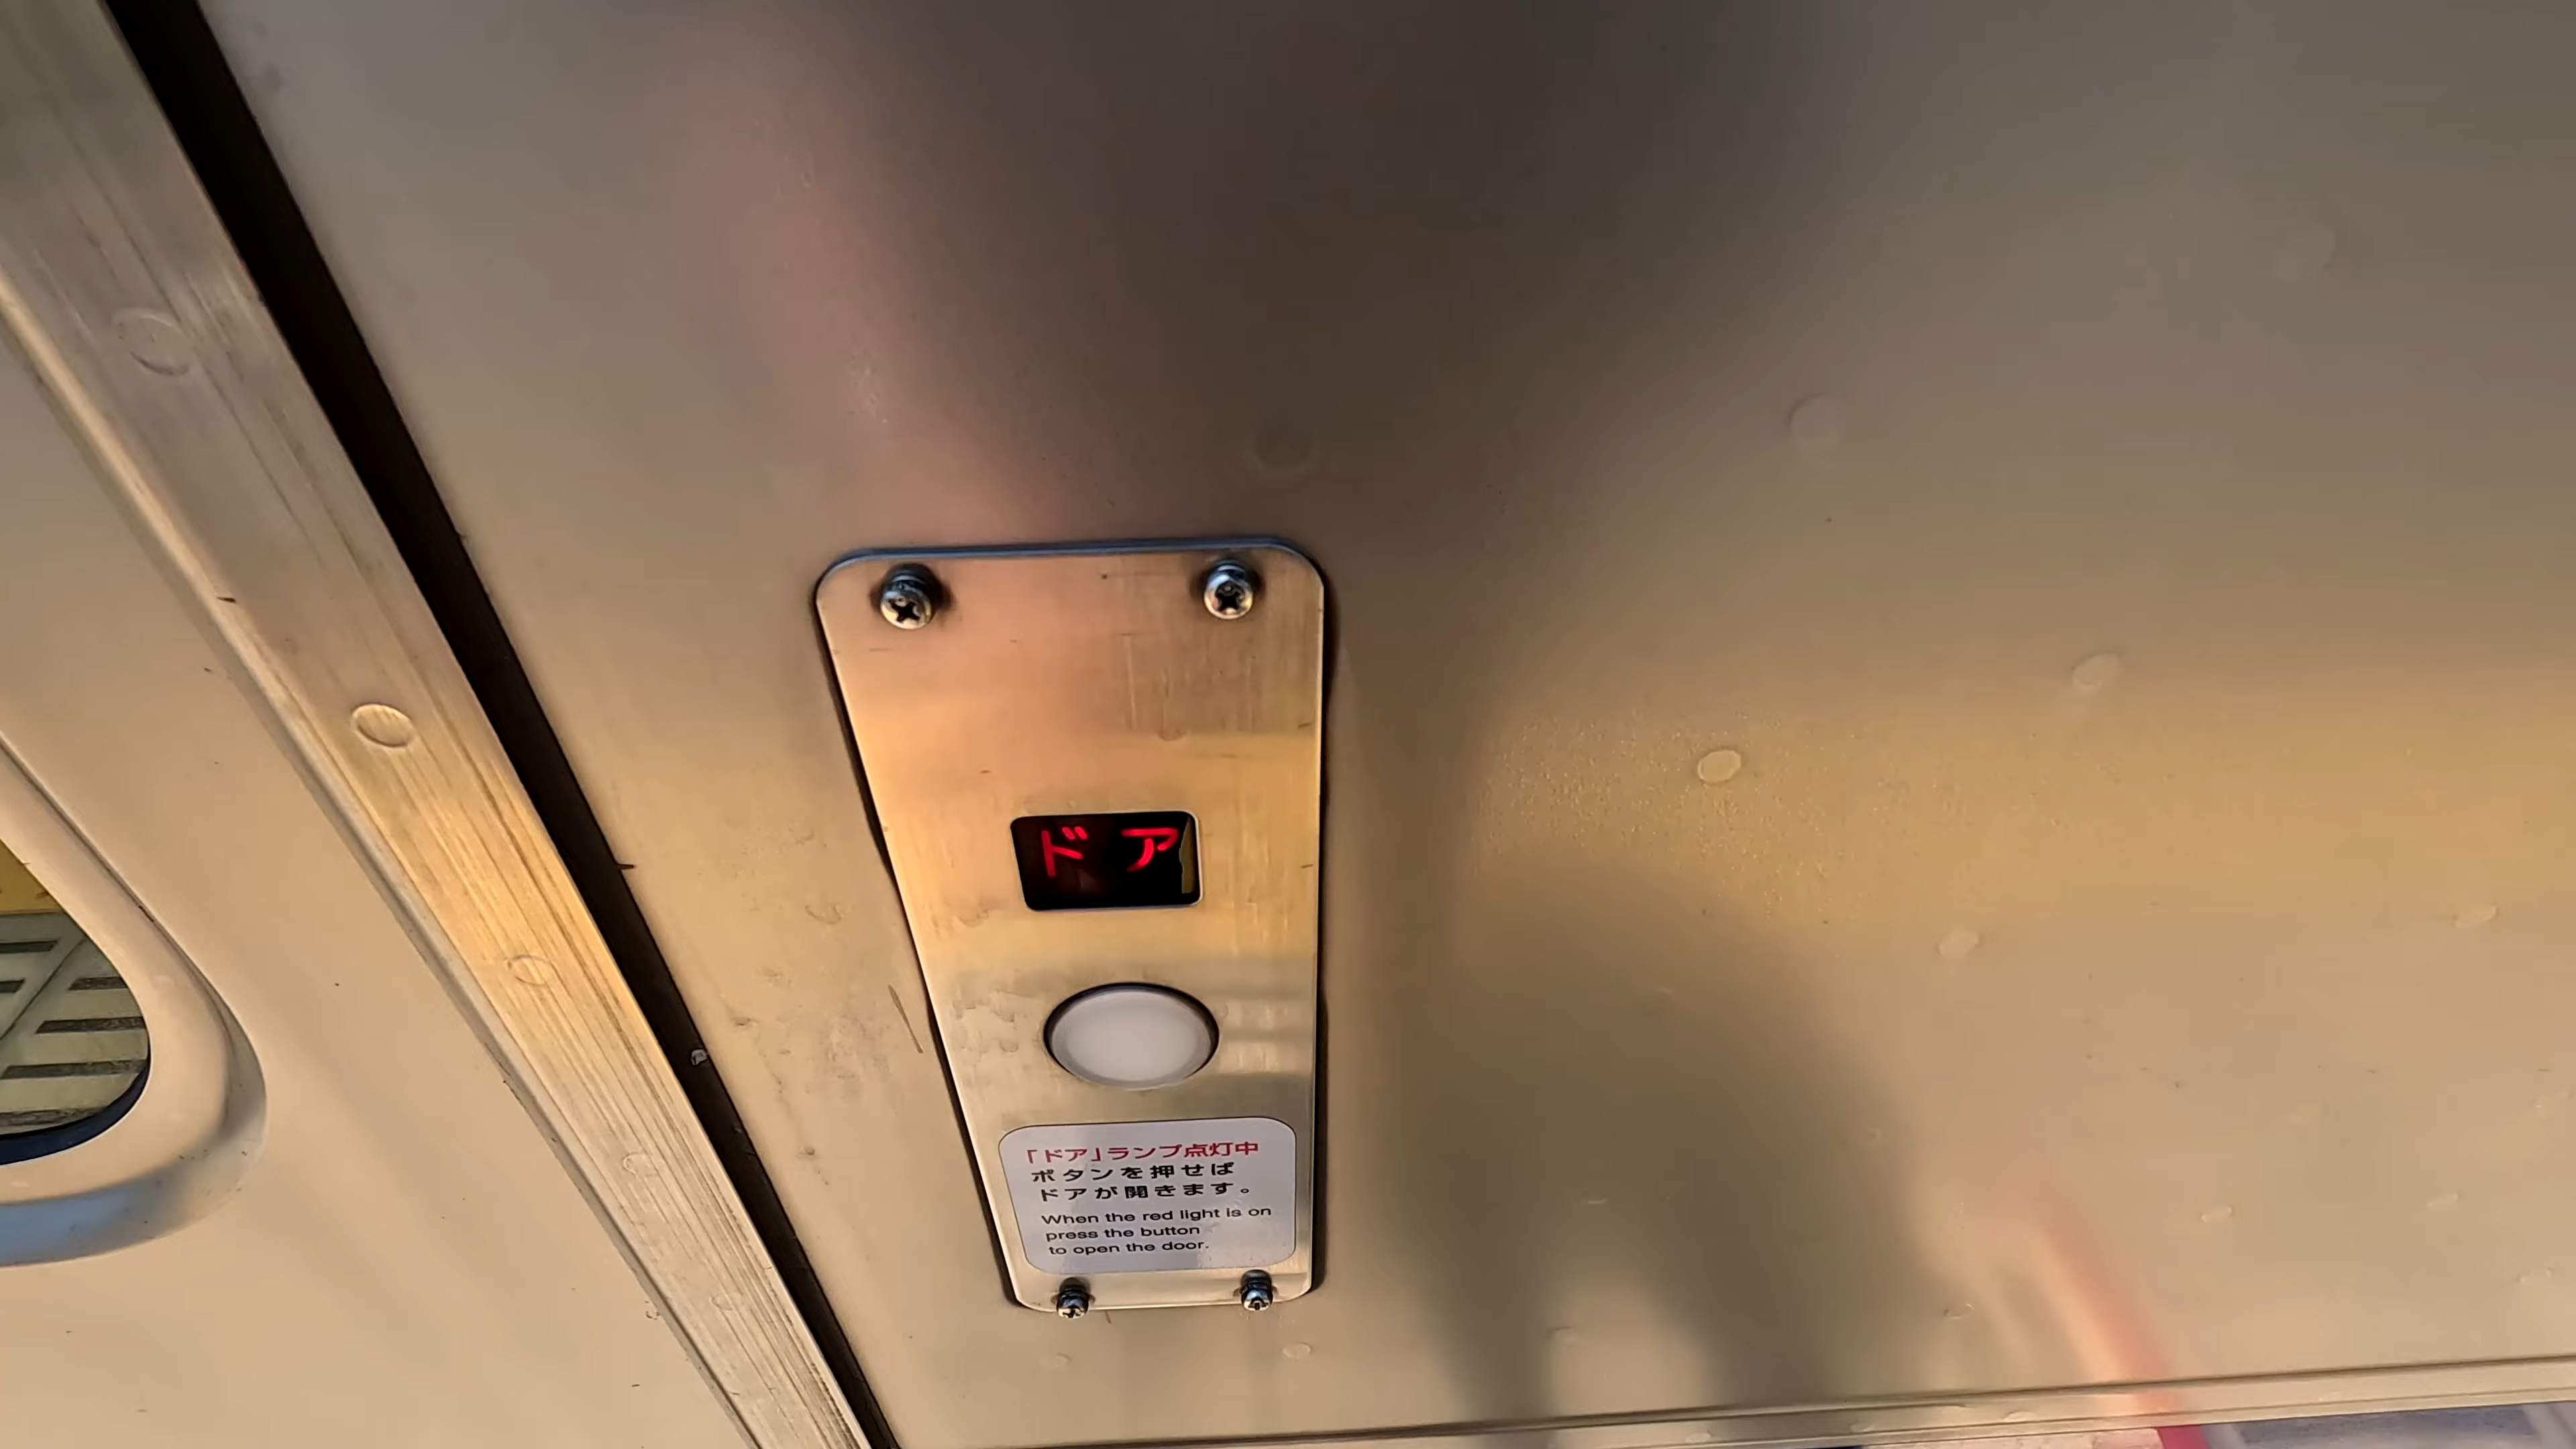 ドア
「ドア」ランプ点灯中
ボタンを押せば
ドアが開きます。
When the red light is on
press the button
to open the door.